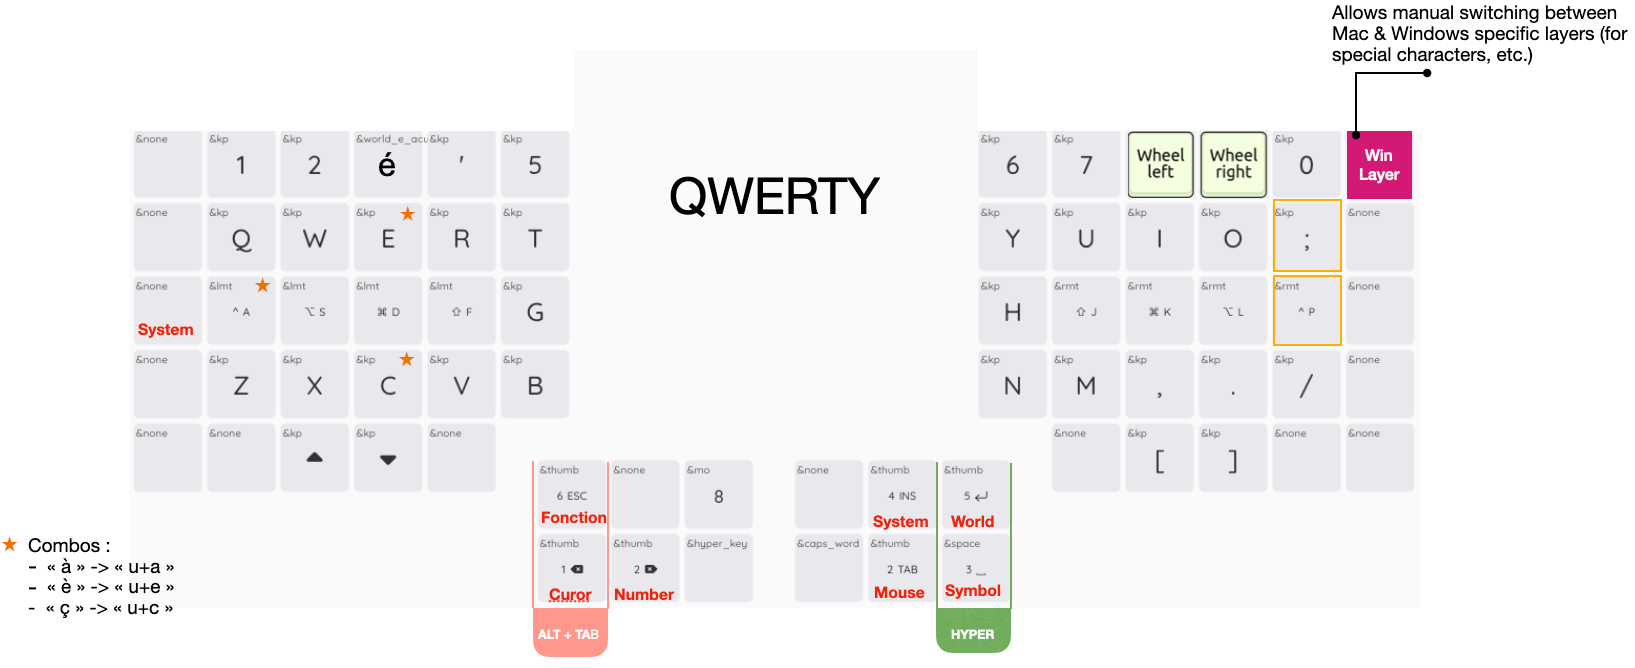 Allows manual switching between
Mac & Windows specific layers (for
special characters, etc.)
&none &kp &kp &world_e_acu &kp &kp
1 2 é ' 5
&kp &kp &kp
6 7 Wheel left Wheel right 0 Win Layer
QWERTY
&none &kp &kp &kp &kp &kp
Q W E R T
&kp &kp &kp &kp &kp &none
Y U I O ;
&none &lmt &lmt &lmt &lmt &kp
System ^ A ⌥ S ⌘ D ⇧ F G
&kp &rmt &rmt &rmt &rmt &none
H ⇧ J ⌘ K ⌥ L ^ P
&none &kp &kp &kp &kp &kp
Z X C V B
&kp &kp &kp &kp &kp &none
N M , . /
&none &none &kp &kp &none
&none &kp &kp &none &none
[ ]
&thumb &none &mo
6 ESC 8
Fonction
&none &thumb &thumb
4 INS 5 ↵
System World
&thumb &thumb &hyper_key
1 ⌫ 2 ⌦
Curor Number
&caps_word &thumb &space
2 TAB 3 ⎵
Mouse Symbol
ALT + TAB
HYPER
★ Combos :
- « à » -> « u+a »
- « è » -> « u+e »
- « ç » -> « u+c »